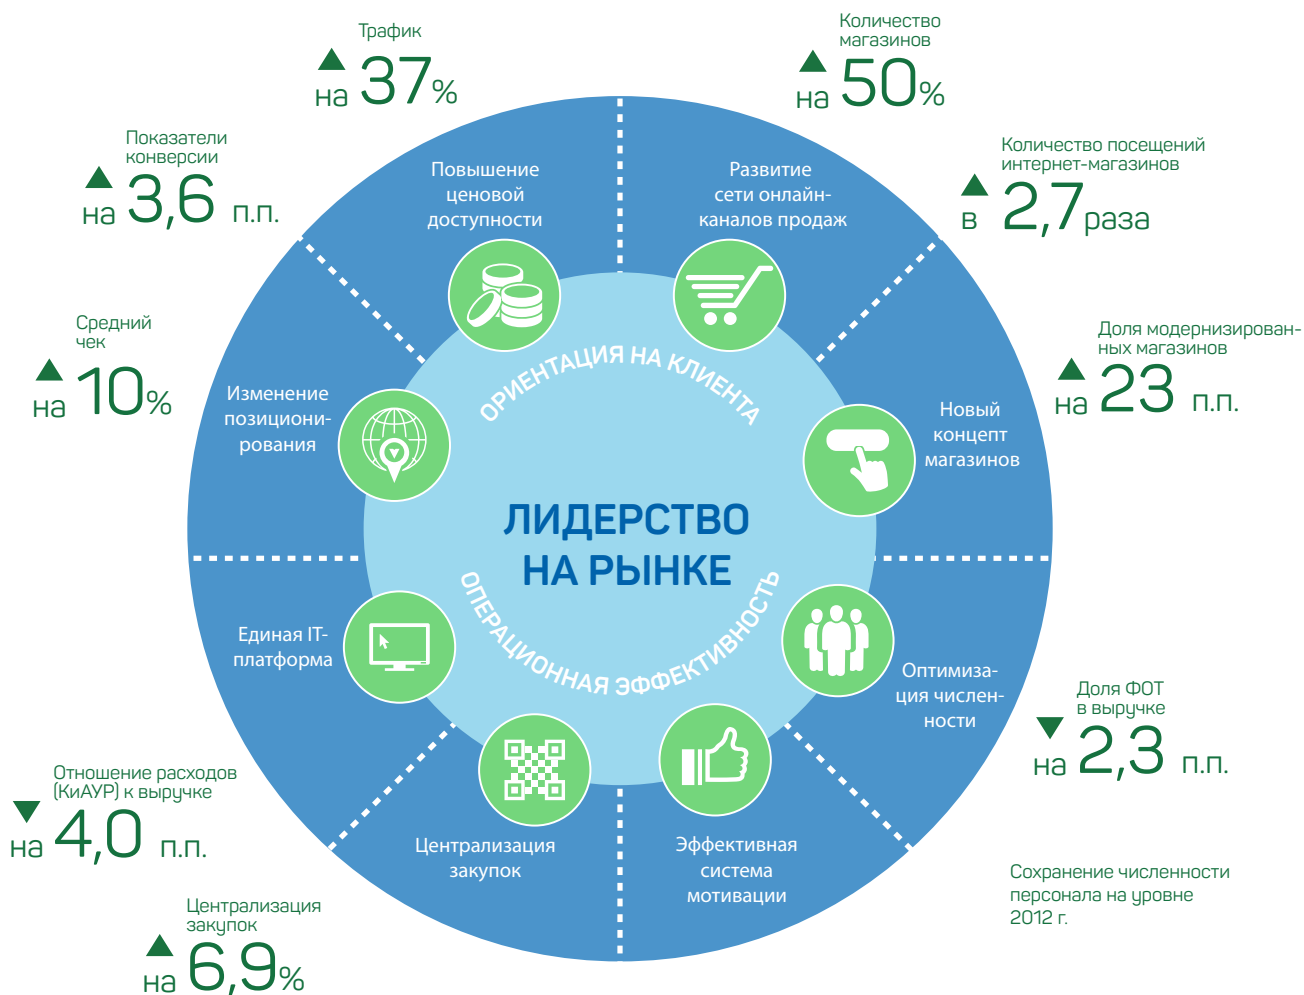 Трафик
▲ на 37%
Количество
магазинов
▲ на 50%
Показатели
конверсии
▲ на 3,6 п.п.
Количество посещений
интернет-магазинов
▲ в 2,7 раза
Средний
чек
▲ на 10%
Доля модернизирован-
ных магазинов
▲ на 23 п.п.
Повышение
ценовой
доступности
Развитие
сети онлайн-
каналов продаж
Изменение
позициони-
рования
Новый
концепт
магазинов
ОРИЕНТАЦИЯ НА КЛИЕНТА
ЛИДЕРСТВО
НА РЫНКЕ
ОПЕРАЦИОННАЯ ЭФФЕКТИВНОСТЬ
Единая IT-
платформа
Оптимиза-
ция числен-
ности
Централизация
закупок
Эффективная
система
мотивации
Доля ФОТ
в выручке
▼ на 2,3 п.п.
Отношение расходов
(КиАУР) к выручке
▼ на 4,0 п.п.
Сохранение численности
персонала на уровне
2012 г.
Централизация
закупок
▲ на 6,9%